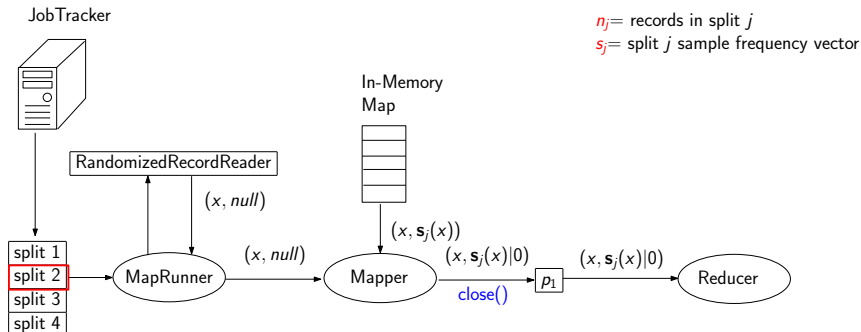 JobTracker
n_j= records in split j
s_j= split j sample frequency vector
In-Memory
Map
RandomizedRecordReader
(x, null)
(x, s_j(x))
split 1
split 2
split 3
split 4
MapRunner
(x, null)
Mapper
(x, s_j(x)|0)
close()
p_1
(x, s_j(x)|0)
Reducer